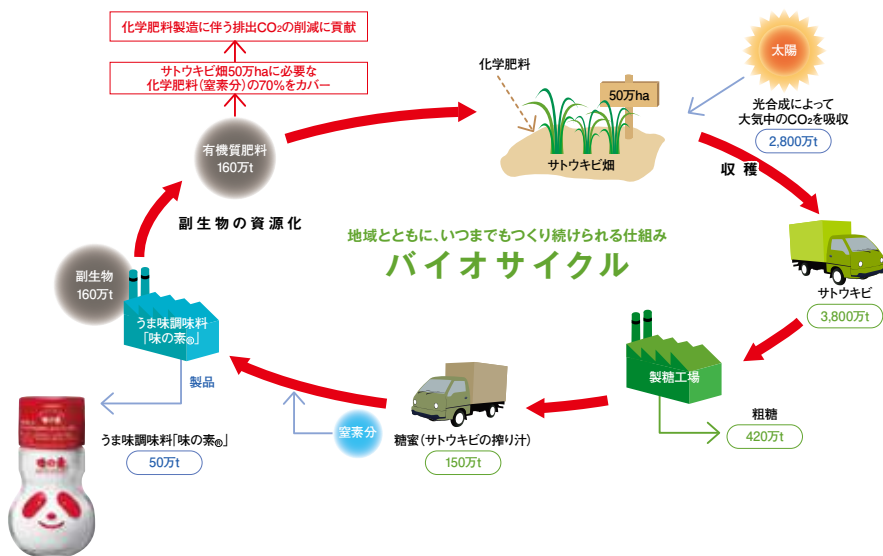 化学肥料製造に伴う排出CO₂の削減に貢献
サトウキビ畑50万haに必要な
化学肥料(窒素分)の70%をカバー
有機質肥料
160万t
副生物の資源化
化学肥料
50万ha
サトウキビ畑
太陽
光合成によって
大気中のCO₂を吸収
2,800万t
収穫
地域とともに、いつまでもつくり続けられる仕組み
バイオサイクル
サトウキビ
3,800万t
製糖工場
粗糖
420万t
糖蜜(サトウキビの搾り汁)
150万t
窒素分
副生物
160万t
うま味調味料
「味の素®」
製品
うま味調味料「味の素®」
50万t
味の素